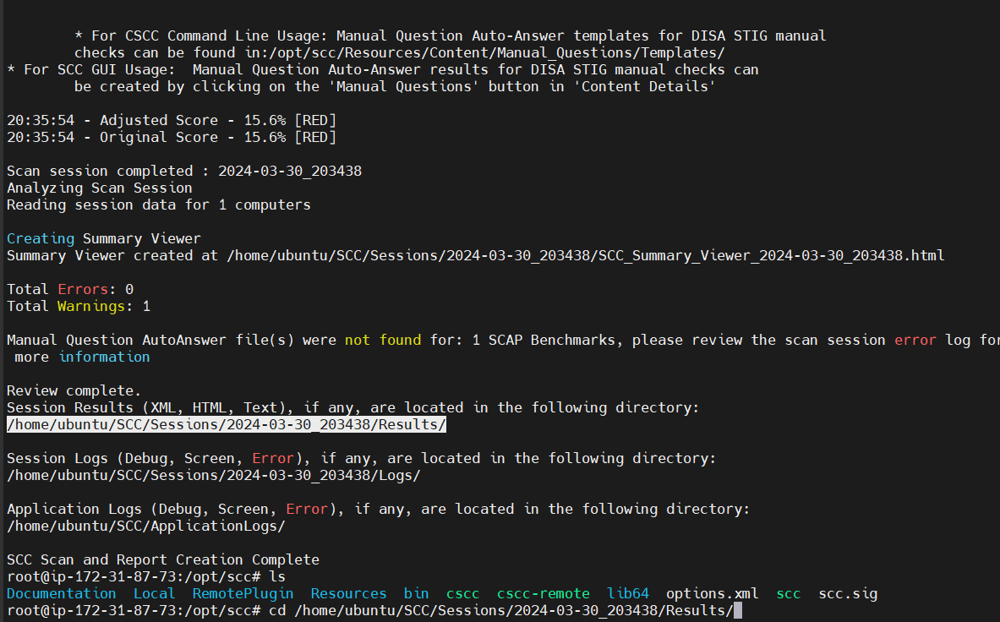 * For CSCC Command Line Usage: Manual Question Auto-Answer templates for DISA STIG manual
checks can be found in:/opt/scc/Resources/Content/Manual_Questions/Templates/
* For SCC GUI Usage:  Manual Question Auto-Answer results for DISA STIG manual checks can
be created by clicking on the 'Manual Questions' button in 'Content Details'
20:35:54 - Adjusted Score - 15.6% [RED]
20:35:54 - Original Score - 15.6% [RED]
Scan session completed : 2024-03-30_203438
Analyzing Scan Session
Reading session data for 1 computers
Creating Summary Viewer
Summary Viewer created at /home/ubuntu/SCC/Sessions/2024-03-30_203438/SCC_Summary_Viewer_2024-03-30_203438.html
Total Errors: 0
Total Warnings: 1
Manual Question AutoAnswer file(s) were not found for: 1 SCAP Benchmarks, please review the scan session error log for
more information
Review complete.
Session Results (XML, HTML, Text), if any, are located in the following directory:
/home/ubuntu/SCC/Sessions/2024-03-30_203438/Results/
Session Logs (Debug, Screen, Error), if any, are located in the following directory:
/home/ubuntu/SCC/Sessions/2024-03-30_203438/Logs/
Application Logs (Debug, Screen, Error), if any, are located in the following directory:
/home/ubuntu/SCC/ApplicationLogs/
SCC Scan and Report Creation Complete
root@ip-172-31-87-73:/opt/scc# ls
Documentation  Local  RemotePlugin  Resources  bin  cscc  cscc-remote  lib64  options.xml  scc  scc.sig
root@ip-172-31-87-73:/opt/scc# cd /home/ubuntu/SCC/Sessions/2024-03-30_203438/Results/